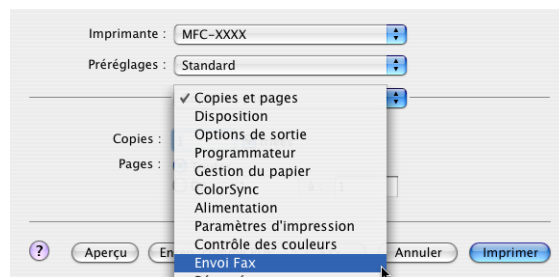 Imprimante : MFC-XXXX
Préréglages : Standard
✓ Copies et pages
Disposition
Options de sortie
Copies :
Programmateur
Pages :
Gestion du papier
ColorSync
Alimentation
Paramètres d'impression
Contrôle des couleurs
? Aperçu En Annuler Imprimer
Envoi Fax